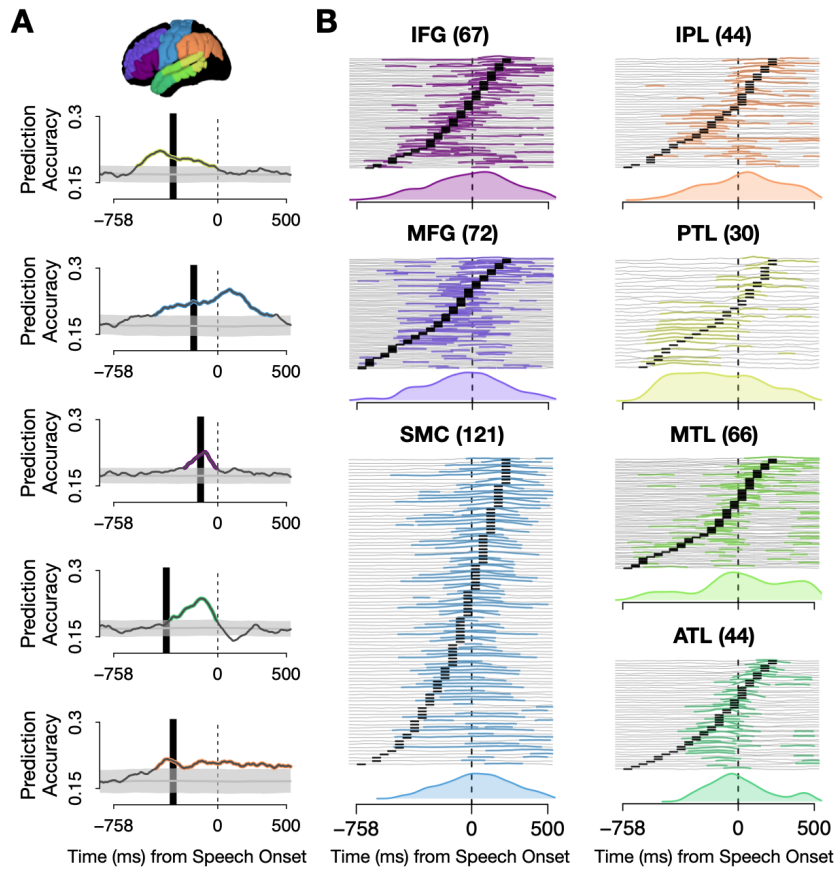 A
Prediction
Accuracy
0.3
0.15
−758
0
500
Prediction
Accuracy
0.3
0.15
−758
0
500
Prediction
Accuracy
0.3
0.15
−758
0
500
Prediction
Accuracy
0.3
0.15
−758
0
500
Prediction
Accuracy
0.3
0.15
−758
0
500
Time (ms) from Speech Onset
B
IFG (67)
MFG (72)
SMC (121)
−758
0
500
Time (ms) from Speech Onset
IPL (44)
PTL (30)
MTL (66)
ATL (44)
−758
0
500
Time (ms) from Speech Onset